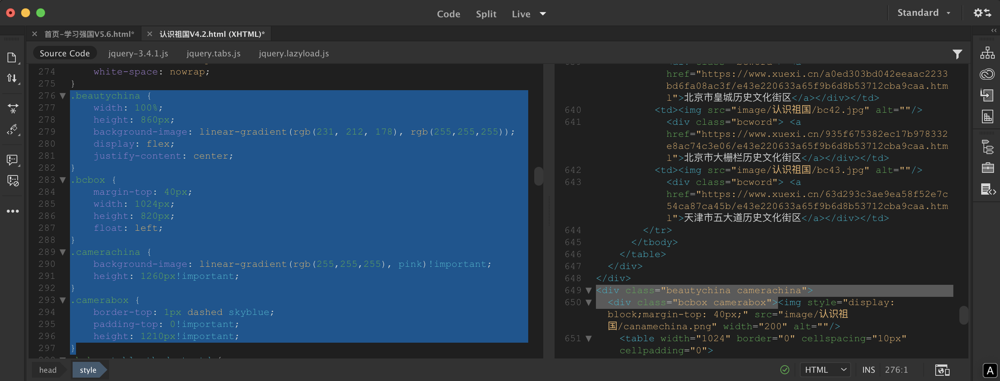 Code Split Live
Standard
首页-学习强国V5.6.html*
认识祖国V4.2.html (XHTML)*
Source Code jquery-3.4.1.js jquery.tabs.js jquery.lazyload.js
274 white-space: nowrap;
275 }
276 .beautychina {
277 width: 100%;
278 height: 860px;
279 background-image: linear-gradient(rgb(231, 212, 178), rgb(255,255,255));
280 display: flex;
281 justify-content: center;
282 }
283 .bcbox {
284 margin-top: 40px;
285 width: 1024px;
286 height: 820px;
287 float: left;
288 }
289 .camerachina {
290 background-image: linear-gradient(rgb(255,255,255), pink)!important;
291 height: 1260px!important;
292 }
293 .camerabox {
294 border-top: 1px dashed skyblue;
295 padding-top: 0!important;
296 height: 1210px!important;
297 }
href="https://www.xuexi.cn/a0ed303bd042eeaac2233
bd6fa08ac3f/e43e220633a65f9b6d8b53712cba9caa.htm
l">北京市皇城历史文化街区</a></div></td>
640 <td><img src="image/认识祖国/bc42.jpg" alt=""/>
641 <div class="bcword"> <a
href="https://www.xuexi.cn/935f675382ec17b978332
e8ac74c3e06/e43e220633a65f9b6d8b53712cba9caa.htm
l">北京市大栅栏历史文化街区</a></div></td>
642 <td><img src="image/认识祖国/bc43.jpg" alt=""/>
643 <div class="bcword"> <a
href="https://www.xuexi.cn/63d293c3ae9ea58f52e7c
54ca87ca45b/e43e220633a65f9b6d8b53712cba9caa.htm
l">天津市五大道历史文化街区</a></div></td>
644 </tr>
645 </tbody>
646 </table>
647 </div>
648 </div>
649 <div class="beautychina camerachina">
650 <div class="bcbox camerabox"><img style="display:
block;margin-top: 40px;" src="image/认识祖
国/canamechina.png" width="200" alt=""/>
651 <table width="1024" border="0" cellspacing="10px"
cellpadding="0">
head style
HTML INS 276:1
A